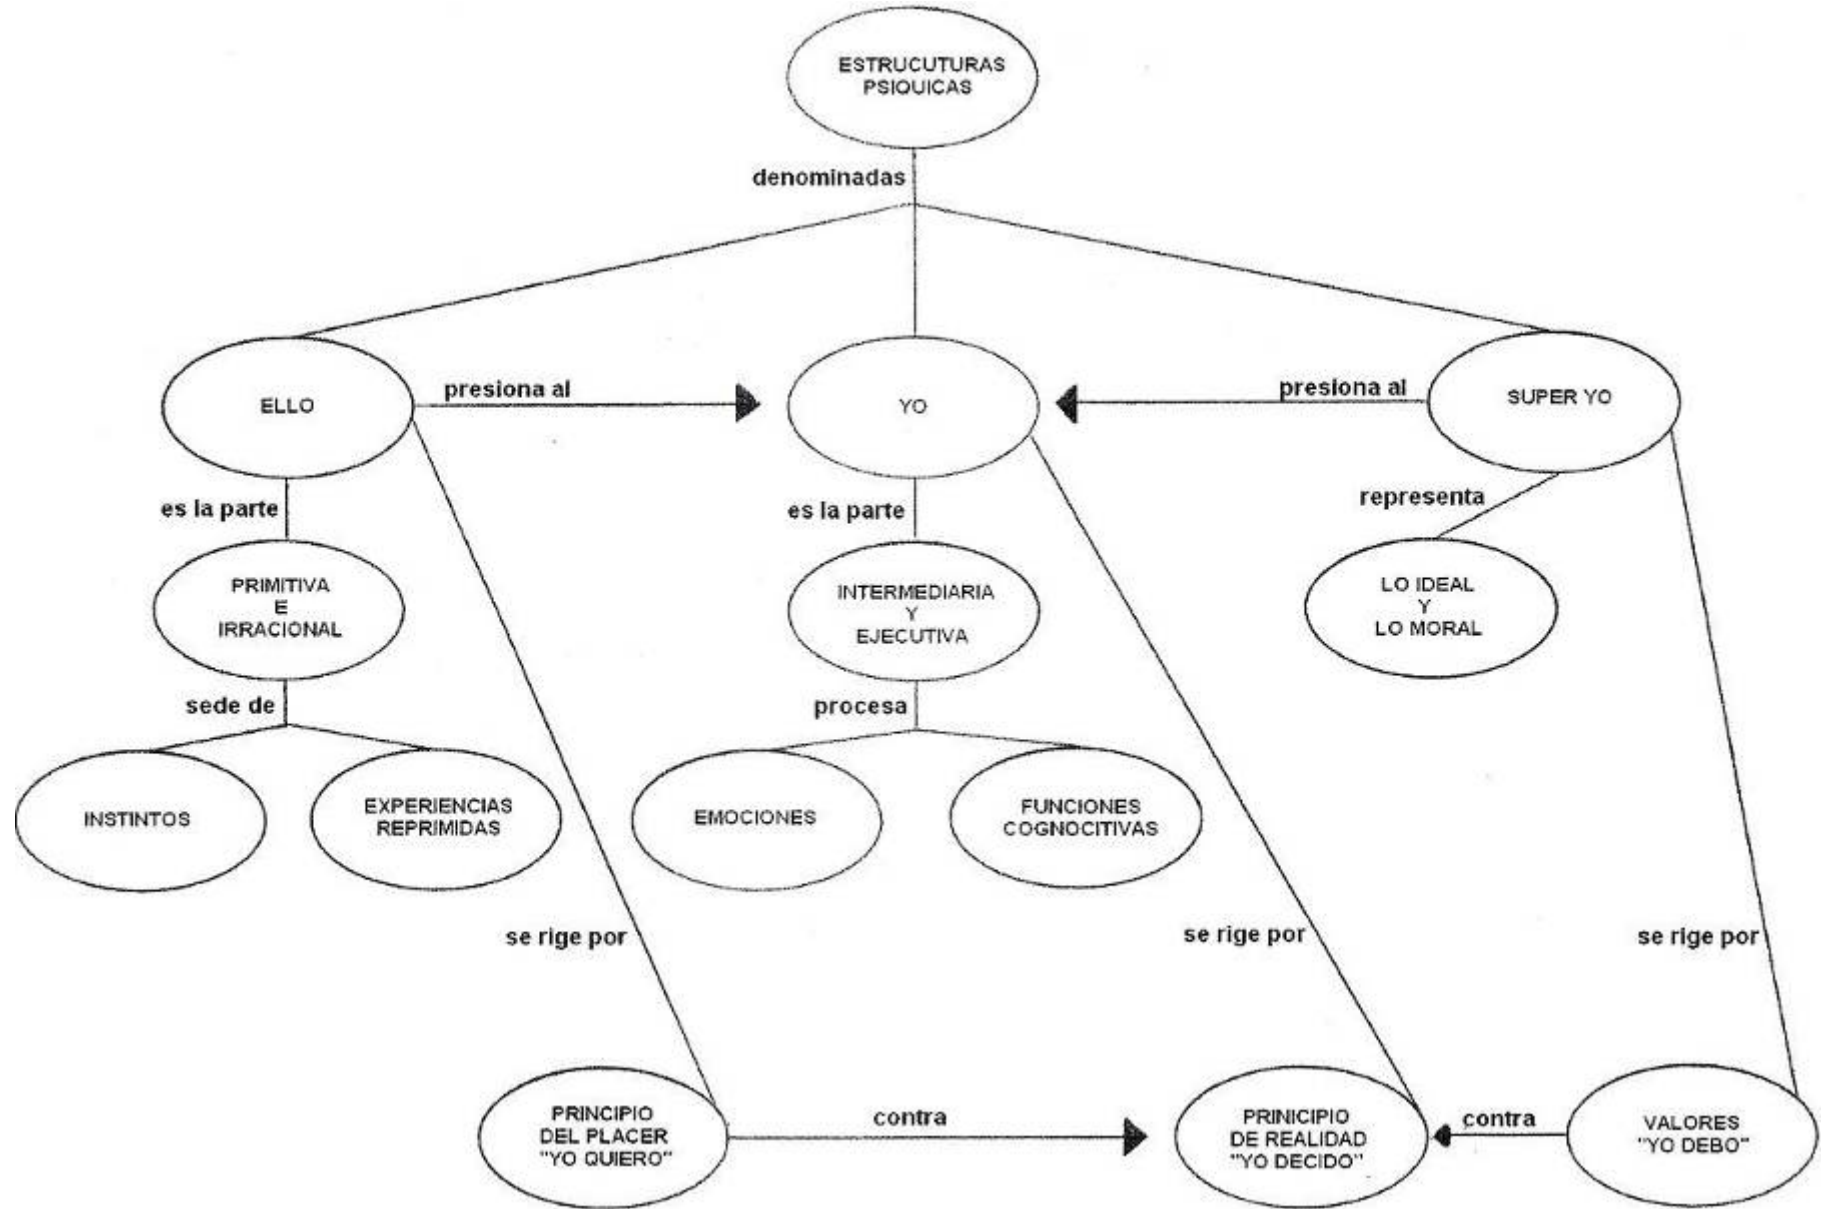 ESTRUCUTURAS
PSIQUICAS
denominadas
ELLO
presiona al
YO
presiona al
SUPER YO
es la parte
es la parte
representa
PRIMITIVA
E
IRRACIONAL
INTERMEDIARIA
Y
EJECUTIVA
LO IDEAL
Y
LO MORAL
sede de
procesa
INSTINTOS
EXPERIENCIAS
REPRIMIDAS
EMOCIONES
FUNCIONES
COGNOCITIVAS
se rige por
se rige por
se rige por
PRINCIPIO
DEL PLACER
"YO QUIERO"
contra
PRINICIPIO
DE REALIDAD
"YO DECIDO"
contra
VALORES
"YO DEBO"